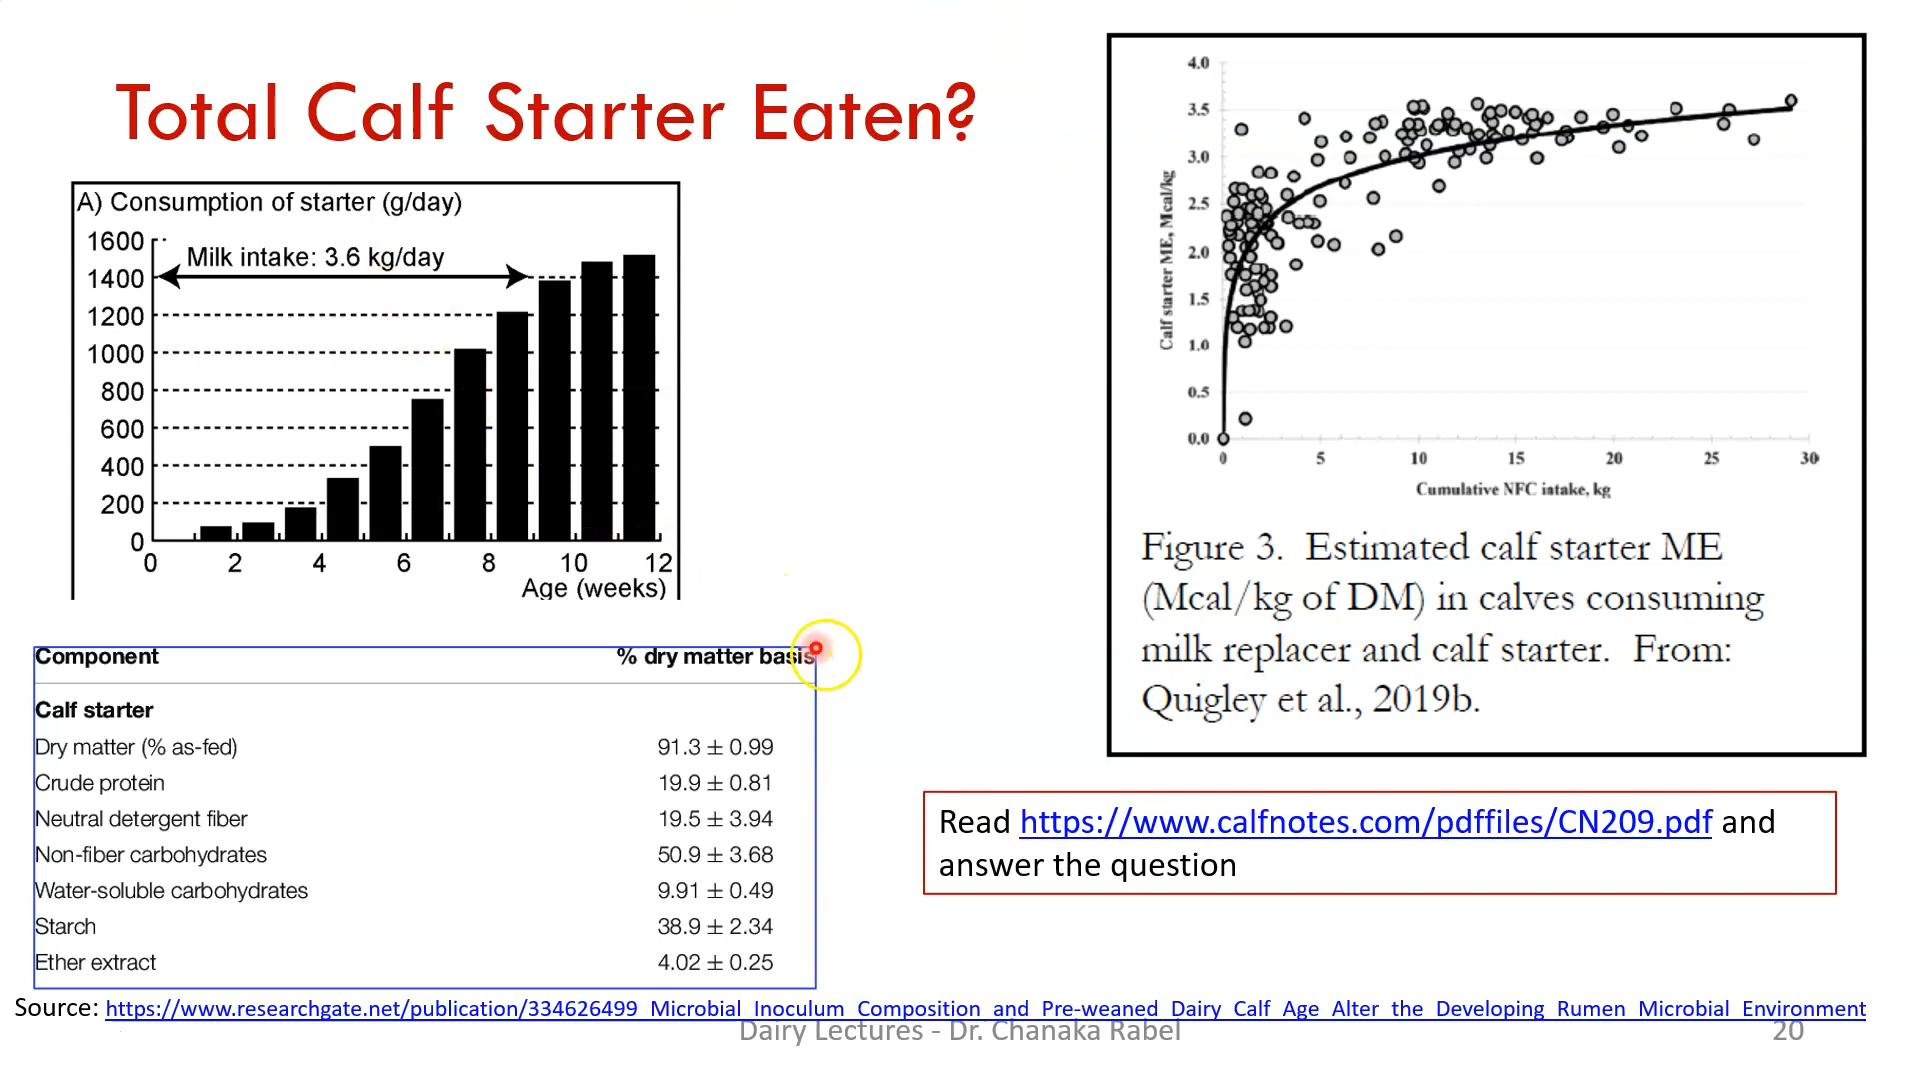 Total Calf Starter Eaten?
A) Consumption of starter (g/day)
1600
Milk intake: 3.6 kg/day
1400
1200
1000
800
600
400
200
0
0 2 4 6 8 10 12
Age (weeks)
4.0
3.5
3.0
2.5
2.0
1.5
1.0
0.5
0.0
Calf starter ME, Mcal/kg
0 5 10 15 20 25 30
Cumulative NFC intake, kg
Figure 3. Estimated calf starter ME
(Mcal/kg of DM) in calves consuming
milk replacer and calf starter. From:
Quigley et al., 2019b.
Component % dry matter basis
Calf starter
Dry matter (% as-fed) 91.3 ± 0.99
Crude protein 19.9 ± 0.81
Neutral detergent fiber 19.5 ± 3.94
Non-fiber carbohydrates 50.9 ± 3.68
Water-soluble carbohydrates 9.91 ± 0.49
Starch 38.9 ± 2.34
Ether extract 4.02 ± 0.25
Read https://www.calfnotes.com/pdffiles/CN209.pdf and
answer the question
Source: https://www.researchgate.net/publication/334626499_Microbial_Inoculum_Composition_and_Pre-weaned_Dairy_Calf_Age_Alter_the_Developing_Rumen_Microbial_Environment
Dairy Lectures - Dr. Chanaka Rabel
20